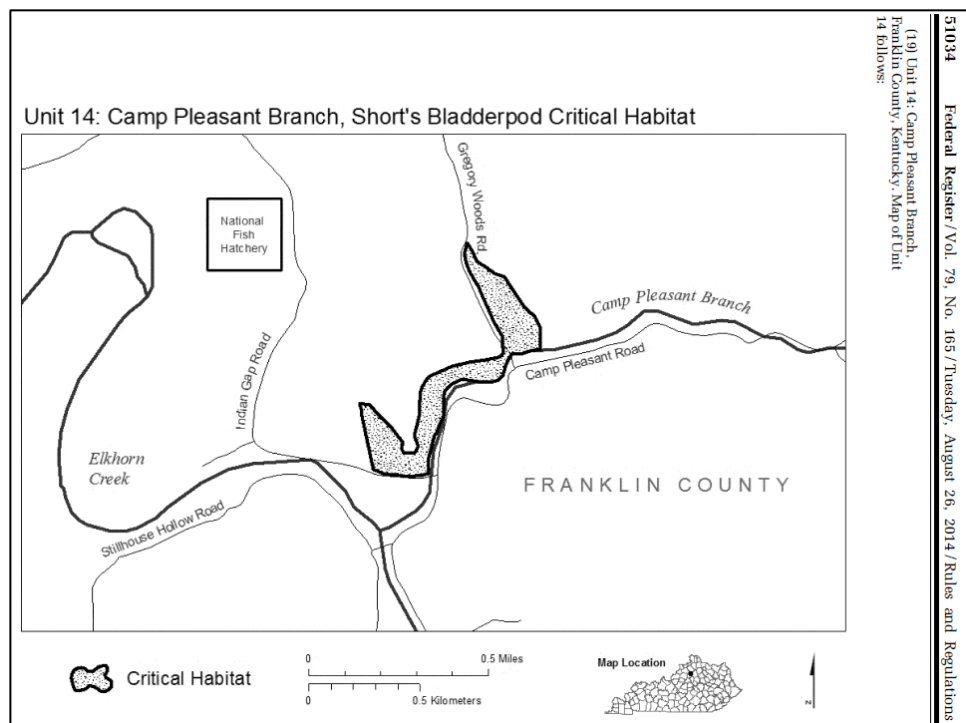 51034 Federal Register / Vol. 79, No. 165 / Tuesday, August 26, 2014 / Rules and Regulations
(19) Unit 14: Camp Pleasant Branch,
Franklin County, Kentucky. Map of Unit
14 follows:
Unit 14: Camp Pleasant Branch, Short's Bladderpod Critical Habitat
National
Fish
Hatchery
Gregory Woods Rd.
Camp Pleasant Branch
Camp Pleasant Road
Indian Gap Road
Elkhorn
Creek
Stillhouse Hollow Road
FRANKLIN COUNTY
Critical Habitat
0 0.5 Miles
0 0.5 Kilometers
Map Location
N